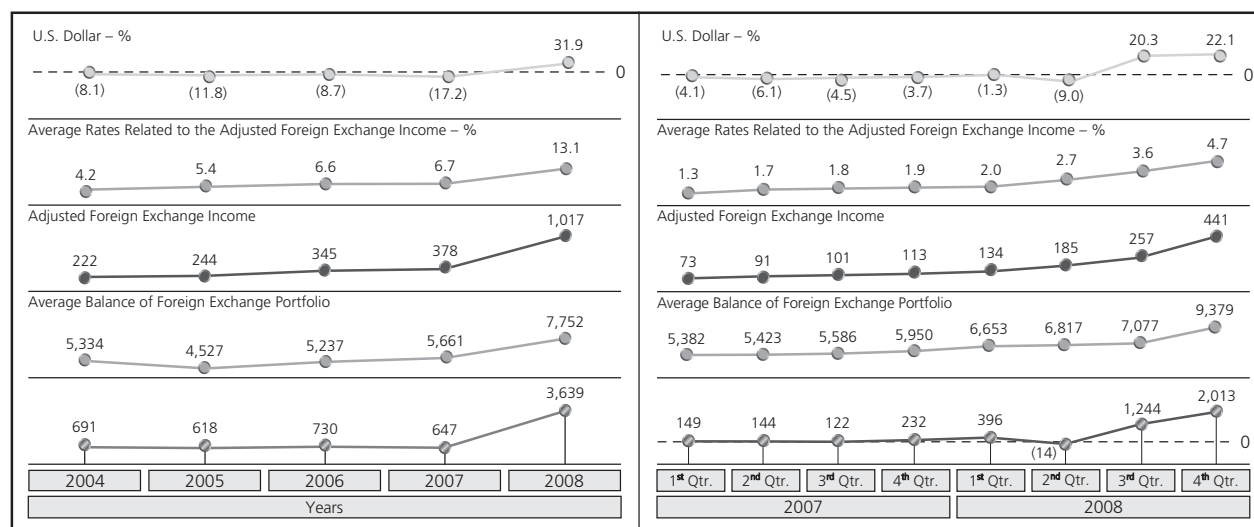 U.S. Dollar – %
31.9
0
(8.1) (11.8) (8.7) (17.2)
Average Rates Related to the Adjusted Foreign Exchange Income – %
4.2 5.4 6.6 6.7 13.1
Adjusted Foreign Exchange Income
222 244 345 378 1,017
Average Balance of Foreign Exchange Portfolio
5,334 4,527 5,237 5,661 7,752
691 618 730 647 3,639
2004 2005 2006 2007 2008
Years
U.S. Dollar – %
20.3 22.1
0
(4.1) (6.1) (4.5) (3.7) (1.3) (9.0)
Average Rates Related to the Adjusted Foreign Exchange Income – %
1.3 1.7 1.8 1.9 2.0 2.7 3.6 4.7
Adjusted Foreign Exchange Income
73 91 101 113 134 185 257 441
Average Balance of Foreign Exchange Portfolio
5,382 5,423 5,586 5,950 6,653 6,817 7,077 9,379
149 144 122 232 396 (14) 1,244 2,013
0
1st Qtr. 2nd Qtr. 3rd Qtr. 4th Qtr. 1st Qtr. 2nd Qtr. 3rd Qtr. 4th Qtr.
2007 2008